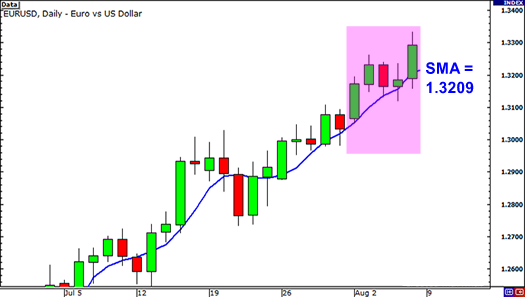 Data
INDEX
EURUSD, Daily - Euro vs US Dollar
1.3400
1.3300
SMA =
1.3209
1.3200
1.3100
1.3000
1.2900
1.2800
1.2700
1.2600
Jul 5
12
19
26
Aug 2
9